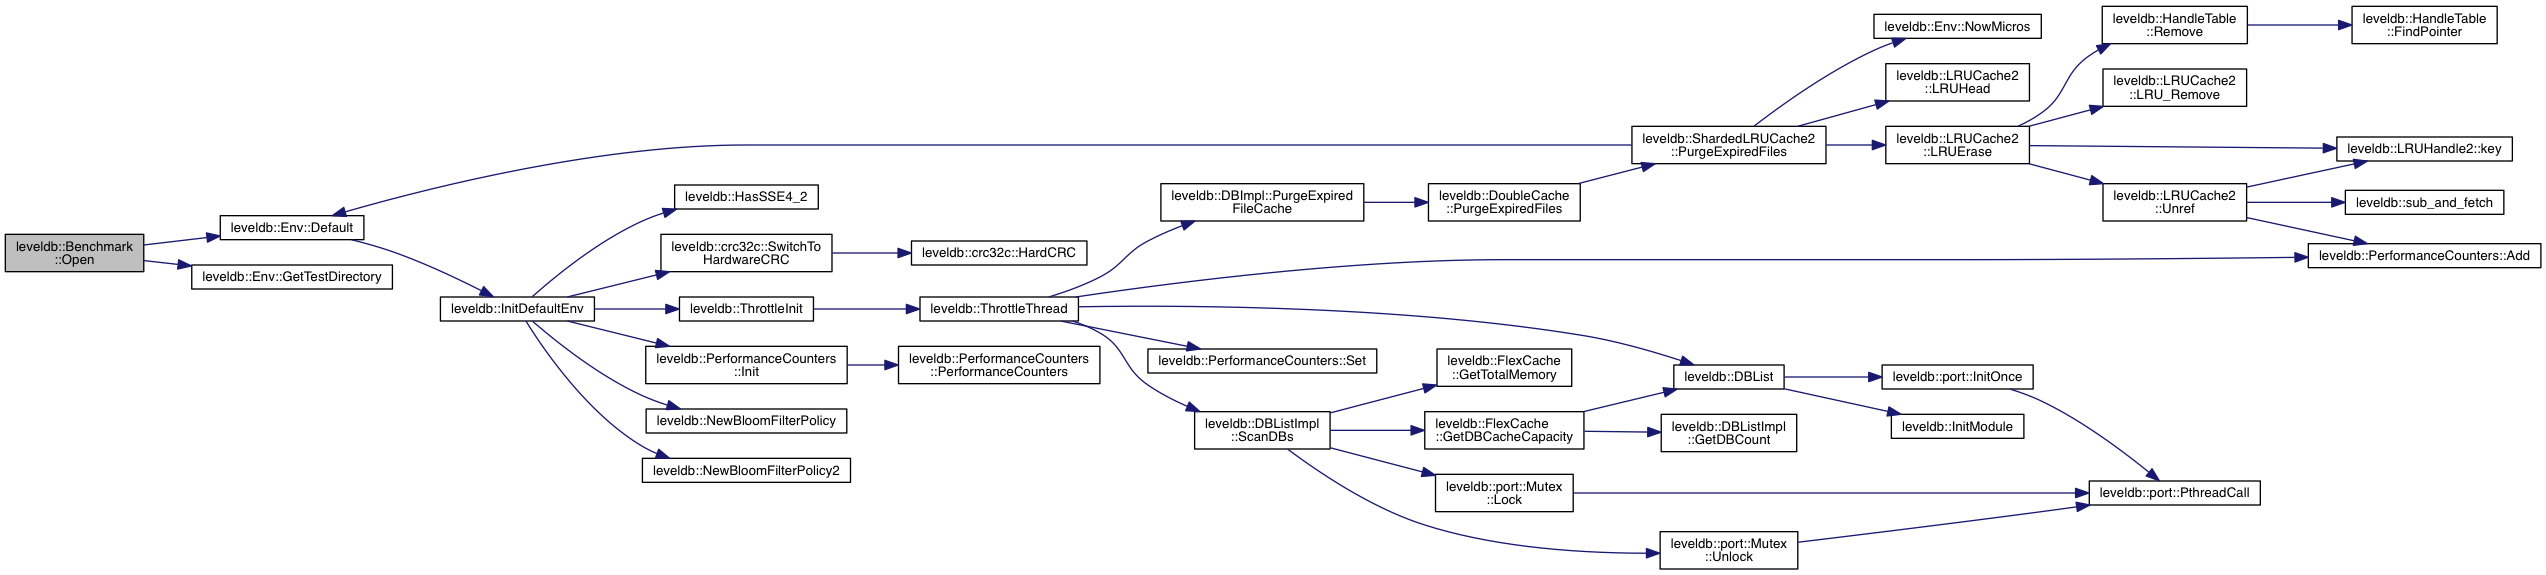 leveldb::Benchmark
::Open
leveldb::Env::Default
leveldb::Env::GetTestDirectory
leveldb::InitDefaultEnv
leveldb::HasSSE4_2
leveldb::crc32c::SwitchTo
HardwareCRC
leveldb::ThrottleInit
leveldb::PerformanceCounters
::Init
leveldb::NewBloomFilterPolicy
leveldb::NewBloomFilterPolicy2
leveldb::crc32c::HardCRC
leveldb::ThrottleThread
leveldb::PerformanceCounters
::PerformanceCounters
leveldb::DBImpl::PurgeExpired
FileCache
leveldb::PerformanceCounters::Set
leveldb::DBListImpl
::ScanDBs
leveldb::DoubleCache
::PurgeExpiredFiles
leveldb::FlexCache
::GetTotalMemory
leveldb::FlexCache
::GetDBCacheCapacity
leveldb::port::Mutex
::Lock
leveldb::ShardedLRUCache2
::PurgeExpiredFiles
leveldb::DBList
leveldb::DBListImpl
::GetDBCount
leveldb::port::Mutex
::Unlock
leveldb::Env::NowMicros
leveldb::LRUCache2
::LRUHead
leveldb::LRUCache2
::LRUErase
leveldb::port::InitOnce
leveldb::InitModule
leveldb::HandleTable
::Remove
leveldb::LRUCache2
::LRU_Remove
leveldb::LRUCache2
::Unref
leveldb::port::PthreadCall
leveldb::HandleTable
::FindPointer
leveldb::LRUHandle2::key
leveldb::sub_and_fetch
leveldb::PerformanceCounters::Add